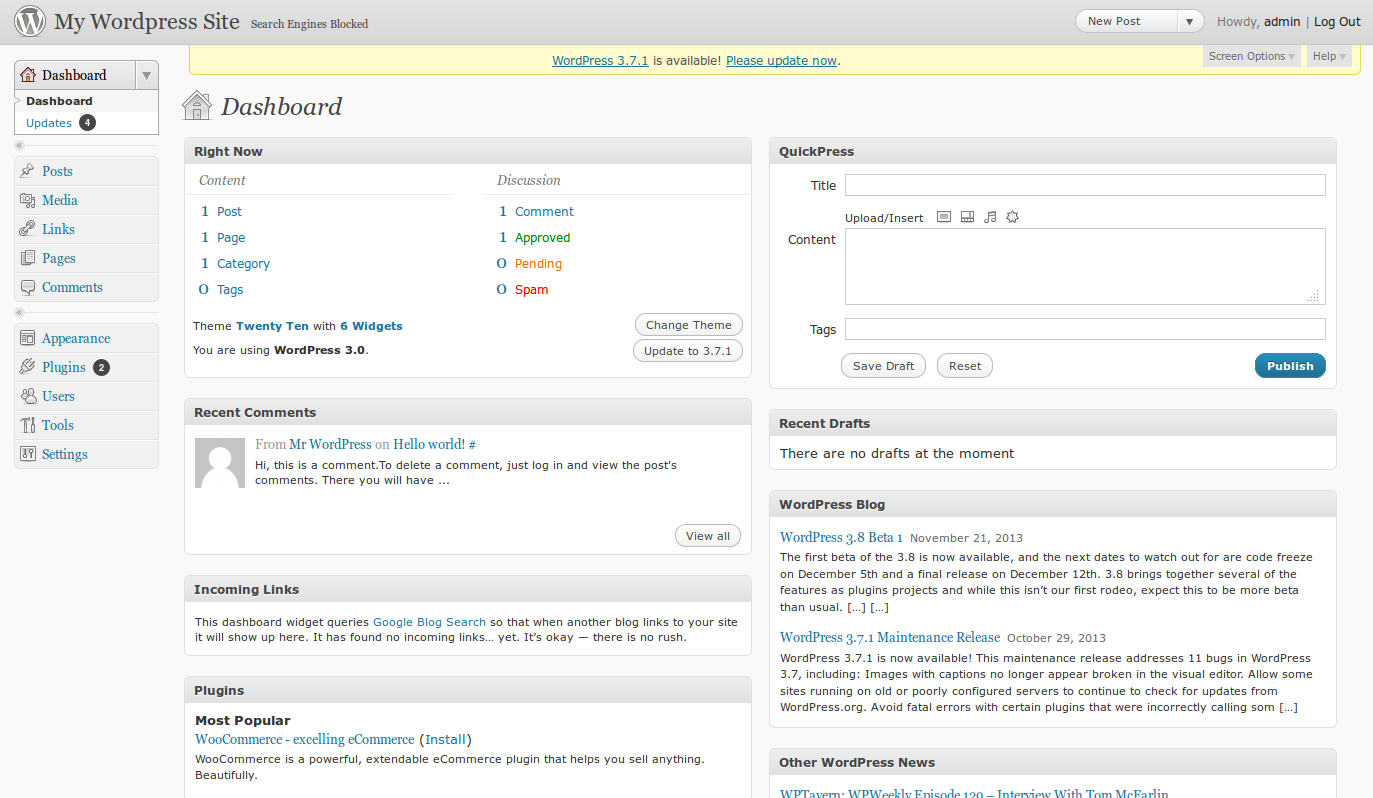 My Wordpress Site Search Engines Blocked
New Post
Howdy, admin | Log Out
WordPress 3.7.1 is available! Please update now.
Screen Options
Help
Dashboard
Dashboard
Updates 4
Posts
Media
Links
Pages
Comments
Appearance
Plugins 2
Users
Tools
Settings
Dashboard
Right Now
Content
1 Post
1 Page
1 Category
0 Tags
Discussion
1 Comment
1 Approved
0 Pending
0 Spam
Theme Twenty Ten with 6 Widgets
Change Theme
You are using WordPress 3.0.
Update to 3.7.1
Recent Comments
From Mr WordPress on Hello world! #
Hi, this is a comment.To delete a comment, just log in and view the post's
comments. There you will have ...
View all
Incoming Links
This dashboard widget queries Google Blog Search so that when another blog links to your site
it will show up here. It has found no incoming links… yet. It’s okay — there is no rush.
Plugins
Most Popular
WooCommerce - excelling eCommerce (Install)
WooCommerce is a powerful, extendable eCommerce plugin that helps you sell anything.
Beautifully.
QuickPress
Title
Upload/Insert
Content
Tags
Save Draft
Reset
Publish
Recent Drafts
There are no drafts at the moment
WordPress Blog
WordPress 3.8 Beta 1 November 21, 2013
The first beta of the 3.8 is now available, and the next dates to watch out for are code freeze
on December 5th and a final release on December 12th. 3.8 brings together several of the
features as plugins projects and while this isn’t our first rodeo, expect this to be more beta
than usual. […] […]
WordPress 3.7.1 Maintenance Release October 29, 2013
WordPress 3.7.1 is now available! This maintenance release addresses 11 bugs in WordPress
3.7, including: Images with captions no longer appear broken in the visual editor. Allow some
sites running on old or poorly configured servers to continue to check for updates from
WordPress.org. Avoid fatal errors with certain plugins that were incorrectly calling som […]
Other WordPress News
WPTavern: WPWeekly Episode 129 – Interview With Tom McFarlin